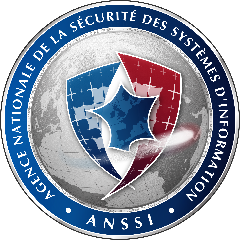 AGENCE NATIONALE DE LA SÉCURITÉ DES SYSTÈMES D'INFORMATION
ANSSI